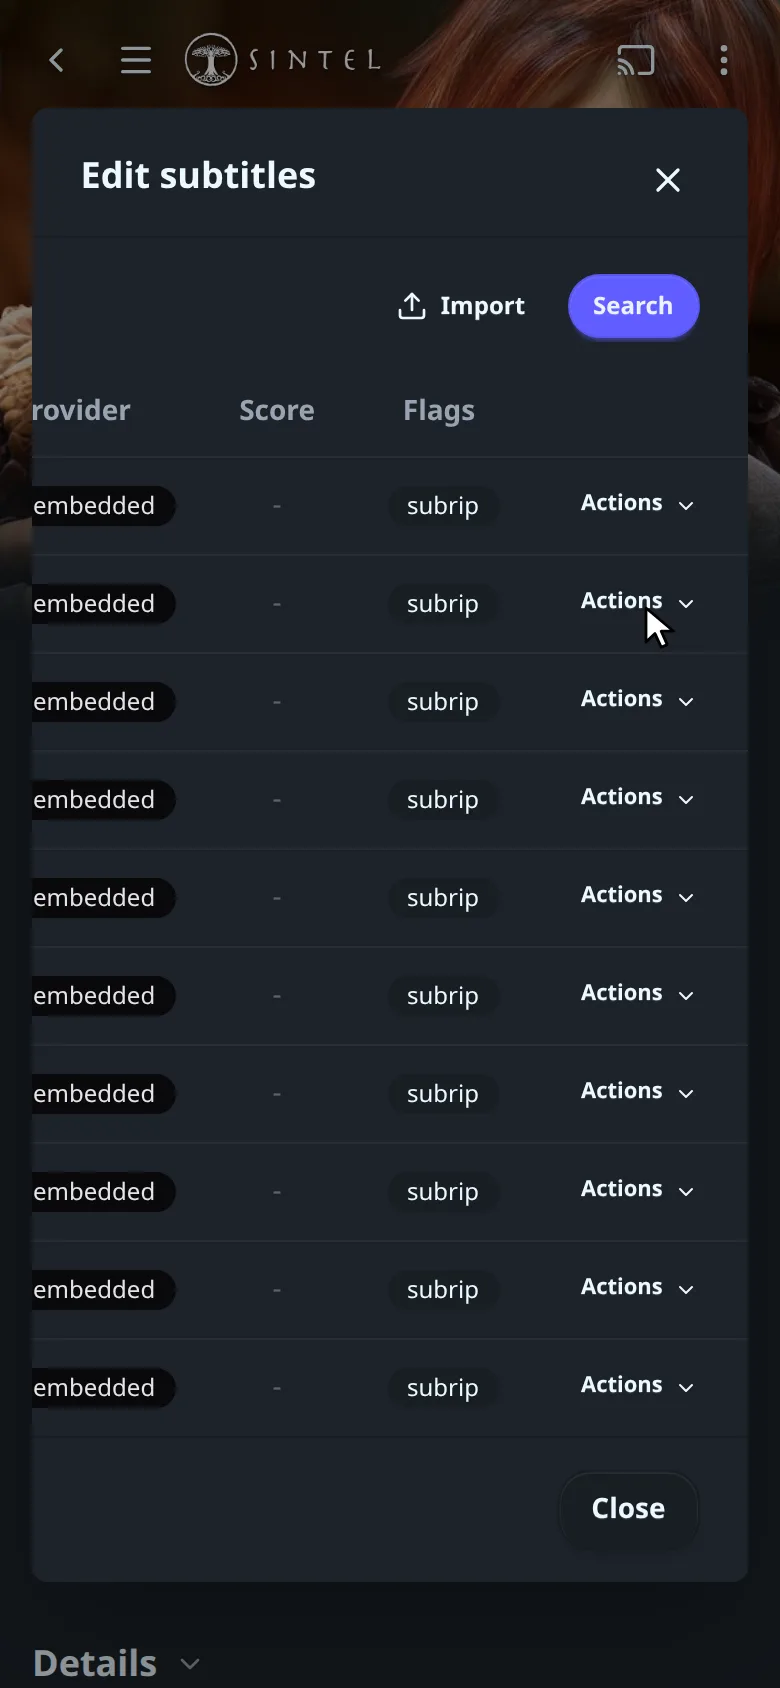 SINTEL
Edit subtitles
Import Search
rovider Score Flags
embedded - subrip Actions
embedded - subrip Actions
embedded - subrip Actions
embedded - subrip Actions
embedded - subrip Actions
embedded - subrip Actions
embedded - subrip Actions
embedded - subrip Actions
embedded - subrip Actions
embedded - subrip Actions
Close
Details